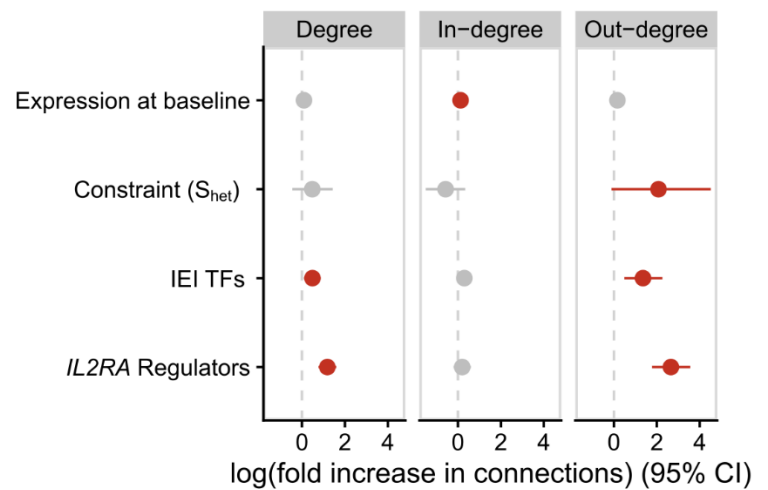 Degree In−degree Out−degree
Expression at baseline
Constraint (Shet)
IEI TFs
IL2RA Regulators
0 2 4 0 2 4 0 2 4
log(fold increase in connections) (95% CI)